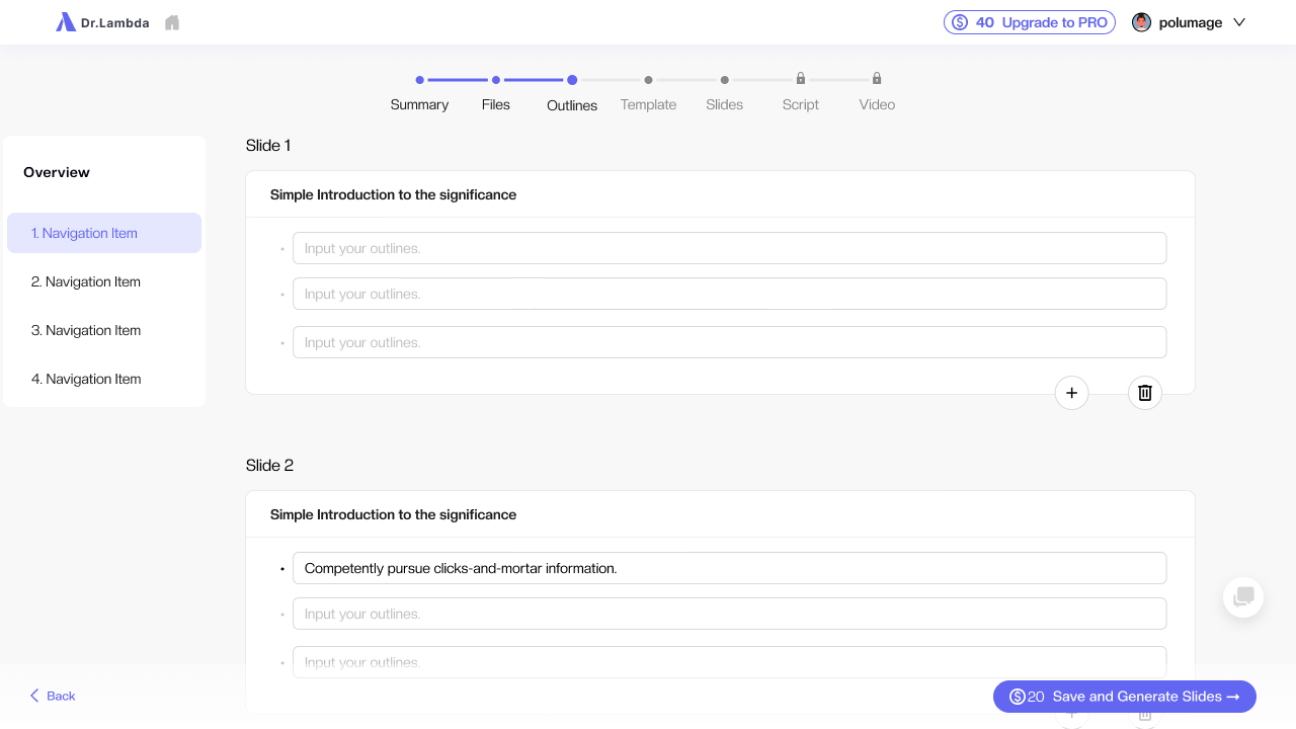 Dr.Lambda
40 Upgrade to PRO
polumage
Summary
Files
Outlines
Template
Slides
Script
Video
Overview
1. Navigation Item
2. Navigation Item
3. Navigation Item
4. Navigation Item
Slide 1
Simple Introduction to the significance
Input your outlines.
Input your outlines.
Input your outlines.
Slide 2
Simple Introduction to the significance
Competently pursue clicks-and-mortar information.
Input your outlines.
Input your outlines.
Back
20 Save and Generate Slides →